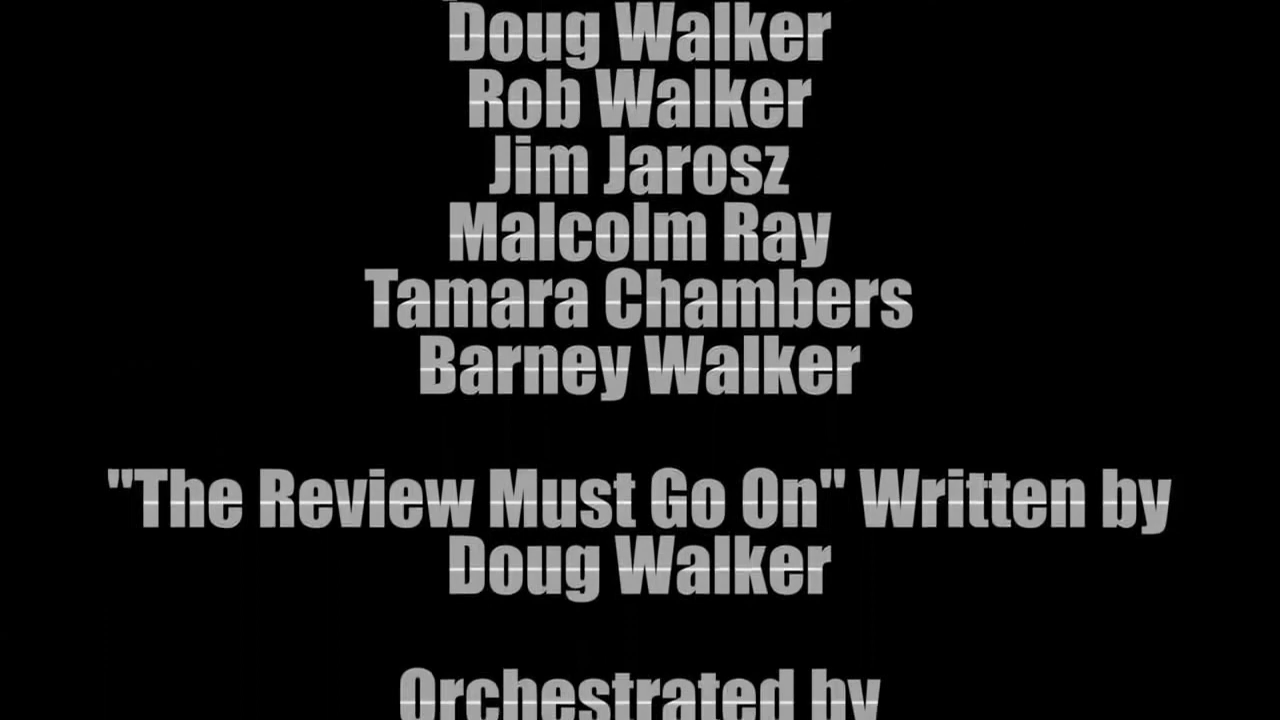 Doug Walker
Rob Walker
Jim Jarosz
Malcolm Ray
Tamara Chambers
Barney Walker
"The Review Must Go On" Written by
Doug Walker
Orchestrated by